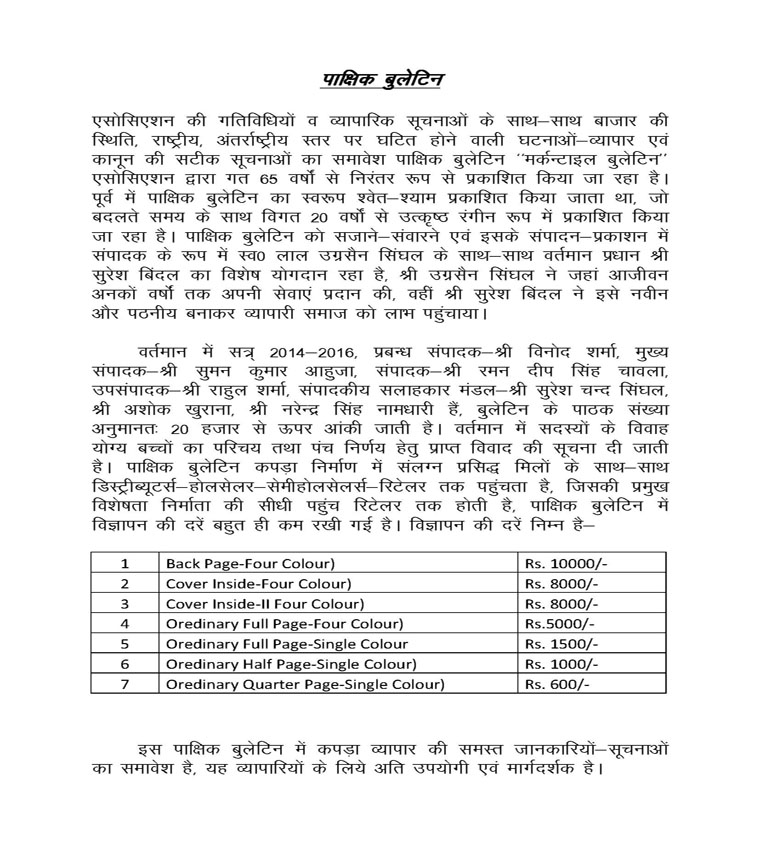 पाक्षिक बुलेटिन
एसोसिएशन की गतिविधियों व व्यापारिक सूचनाओं के साथ–साथ बाजार की
स्थिति, राष्ट्रीय, अंतर्राष्ट्रीय स्तर पर घटित होने वाली घटनाओं–व्यापार एवं
कानून की सटीक सूचनाओं का समावेश पाक्षिक बुलेटिन ''मर्कन्टाइल बुलेटिन''
एसोसिएशन द्वारा गत 65 वर्षों से निरंतर रूप से प्रकाशित किया जा रहा है।
पूर्व में पाक्षिक बुलेटिन का स्वरूप श्वेत–श्याम प्रकाशित किया जाता था, जो
बदलते समय के साथ विगत 20 वर्षों से उत्कृष्ठ रंगीन रूप में प्रकाशित किया
जा रहा है। पाक्षिक बुलेटिन को सजाने–संवारने एवं इसके संपादन–प्रकाशन में
संपादक के रूप में स्व0 लाल उग्रसैन सिंघल के साथ–साथ वर्तमान प्रधान श्री
सुरेश बिंदल का विशेष योगदान रहा है, श्री उग्रसैन सिंघल ने जहां आजीवन
अनकों वर्षों तक अपनी सेवाएं प्रदान की, वहीं श्री सुरेश बिंदल ने इसे नवीन
और पठनीय बनाकर व्यापारी समाज को लाभ पहुंचाया।
वर्तमान में सत्र् 2014–2016, प्रबन्ध संपादक–श्री विनोद शर्मा, मुख्य
संपादक–श्री सुमन कुमार आहुजा, संपादक–श्री रमन दीप सिंह चावला,
उपसंपादक–श्री राहुल शर्मा, संपादकीय सलाहकार मंडल–श्री सुरेश चन्द सिंघल,
श्री अशोक खुराना, श्री नरेन्द्र सिंह नामधारी हैं, बुलेटिन के पाठक संख्या
अनुमानतः 20 हजार से ऊपर आंकी जाती है। वर्तमान में सदस्यों के विवाह
योग्य बच्चों का परिचय तथा पंच निर्णय हेतु प्राप्त विवाद की सूचना दी जाती
है। पाक्षिक बुलेटिन कपड़ा निर्माण में संलग्न प्रसिद्ध मिलों के साथ–साथ
डिस्ट्रीब्यूटर्स–होलसेलर–सेमीहोलसेलर्स–रिटेलर तक पहुंचता है, जिसकी प्रमुख
विशेषता निर्माता की सीधी पहुंच रिटेलर तक होती है, पाक्षिक बुलेटिन में
विज्ञापन की दरें बहुत ही कम रखी गई है। विज्ञापन की दरें निम्न है–
1 Back Page-Four Colour) Rs. 10000/-
2 Cover Inside-Four Colour) Rs. 8000/-
3 Cover Inside-II Four Colour) Rs. 8000/-
4 Oredinary Full Page-Four Colour) Rs.5000/-
5 Oredinary Full Page-Single Colour Rs. 1500/-
6 Oredinary Half Page-Single Colour) Rs. 1000/-
7 Oredinary Quarter Page-Single Colour) Rs. 600/-
इस पाक्षिक बुलेटिन में कपड़ा व्यापार की समस्त जानकारियों–सूचनाओं
का समावेश है, यह व्यापारियों के लिये अति उपयोगी एवं मार्गदर्शक है।